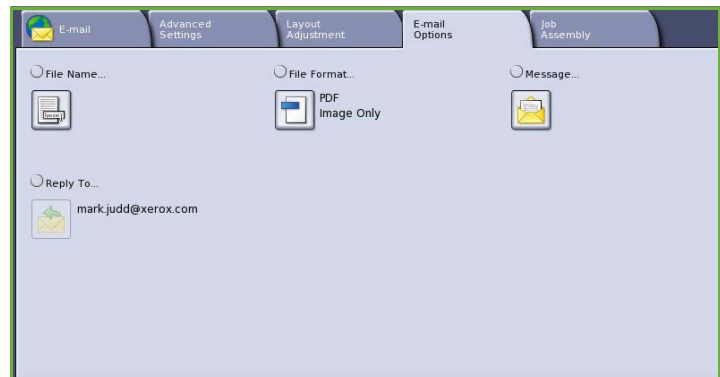 E-mail
Advanced
Settings
Layout
Adjustment
E-mail
Options
Job
Assembly
File Name...
File Format...
PDF
Image Only
Message...
Reply To...
mark.judd@xerox.com